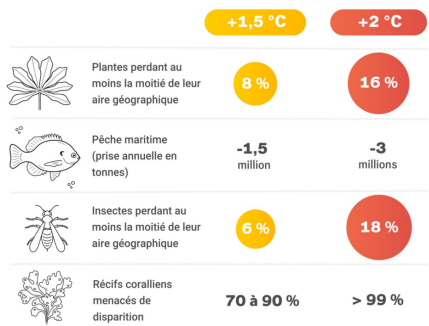 +1,5 °C
+2 °C
Plantes perdant au
moins la moitié de leur
aire géographique
8 %
16 %
Pêche maritime
(prise annuelle en
tonnes)
-1,5
million
-3
millions
Insectes perdant au
moins la moitié de leur
aire géographique
6 %
18 %
Récifs coralliens
menacés de
disparition
70 à 90 %
> 99 %